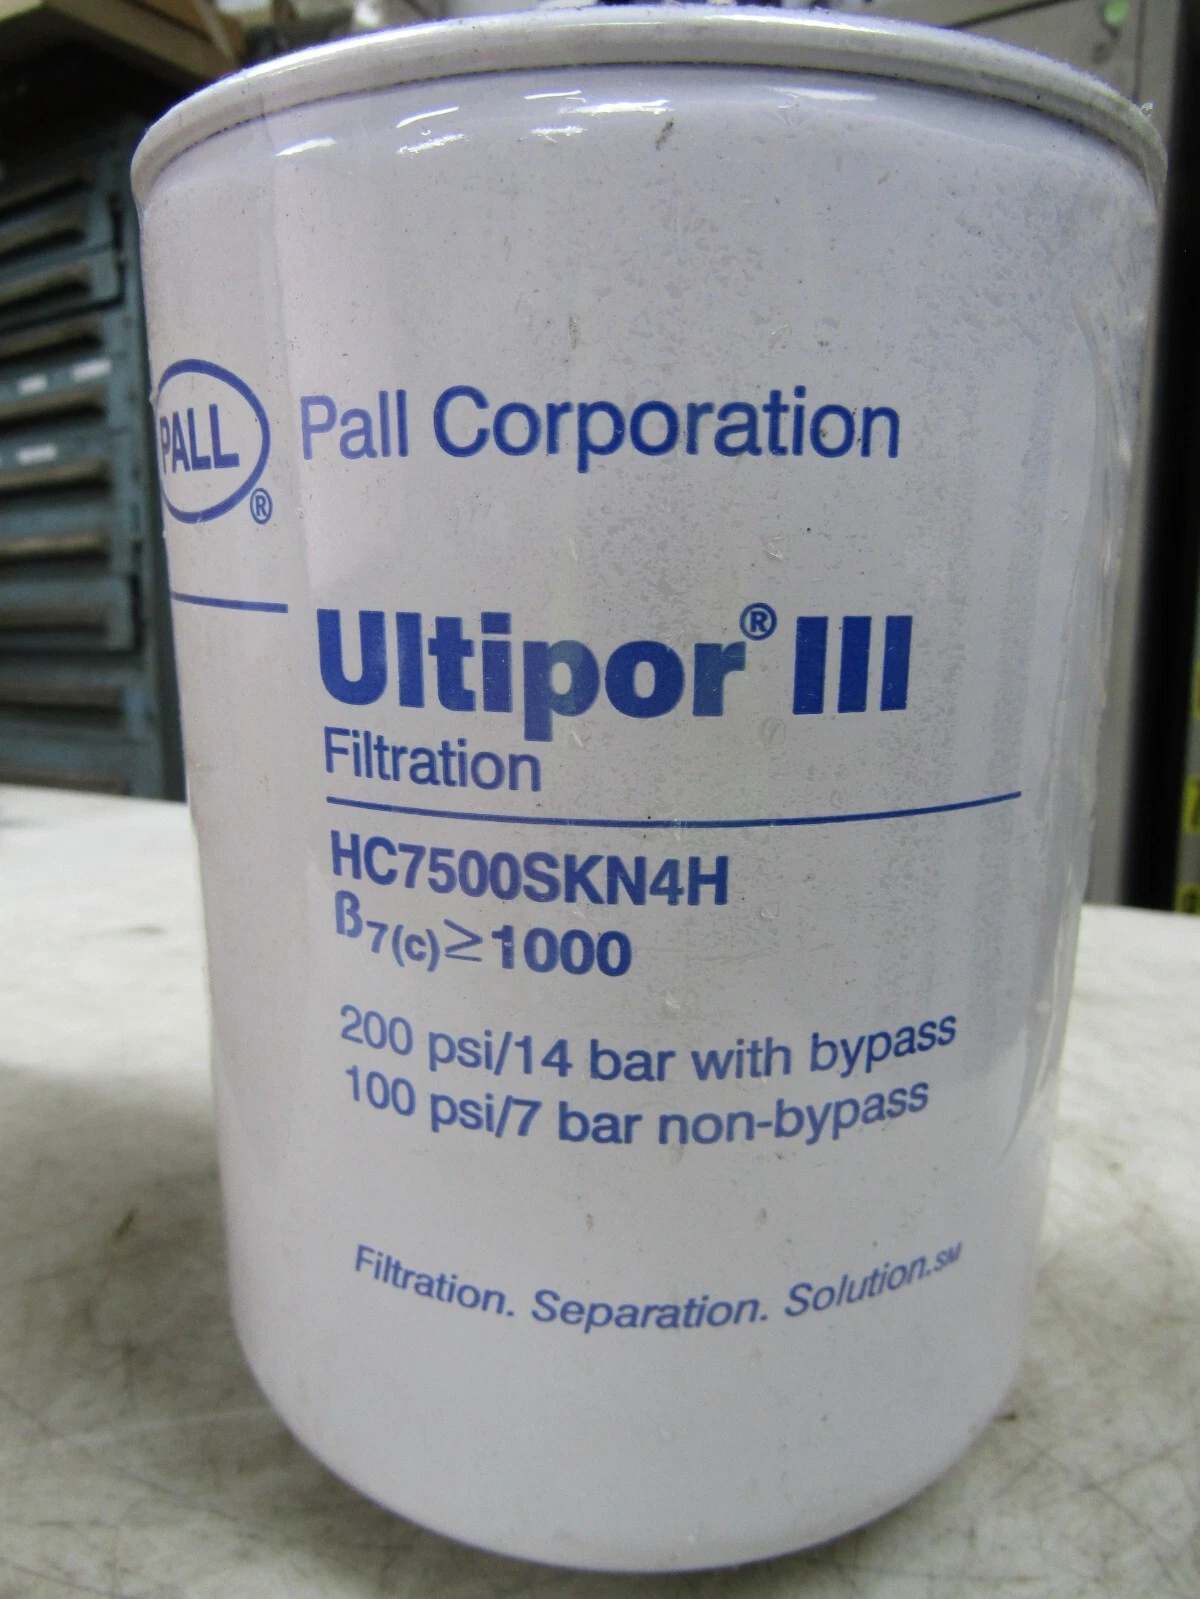 PALL®
Pall Corporation
Ultipor® III
Filtration
HC7500SKN4H
ß7(c)≥1000
200 psi/14 bar with bypass
100 psi/7 bar non-bypass
Filtration. Separation. Solution.SM